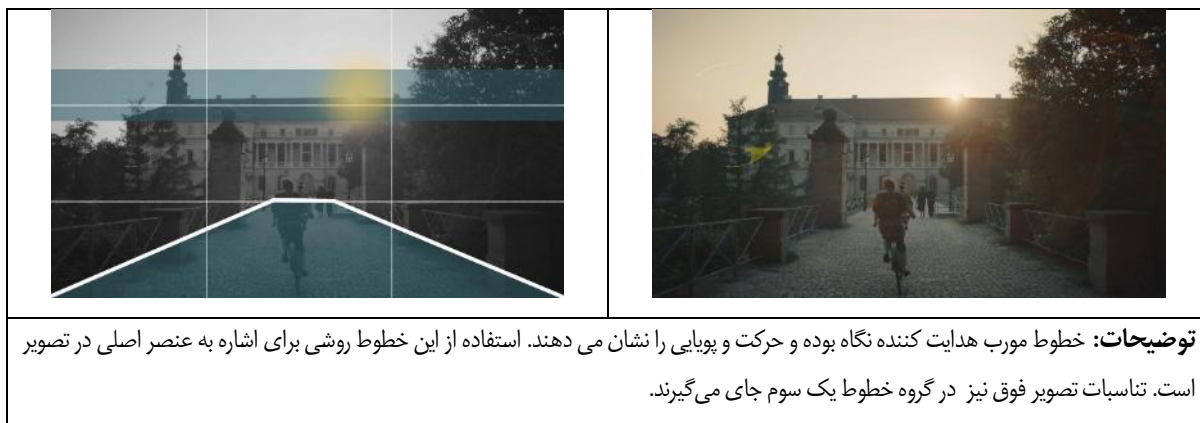 توضیحات: خطوط مورب هدایت کننده نگاه بوده و حرکت و پویایی را نشان می دهند. استفاده از این خطوط روشی برای اشاره به عنصر اصلی در تصویر
است. تناسبات تصویر فوق نیز در گروه خطوط یک سوم جای می‌گیرند.